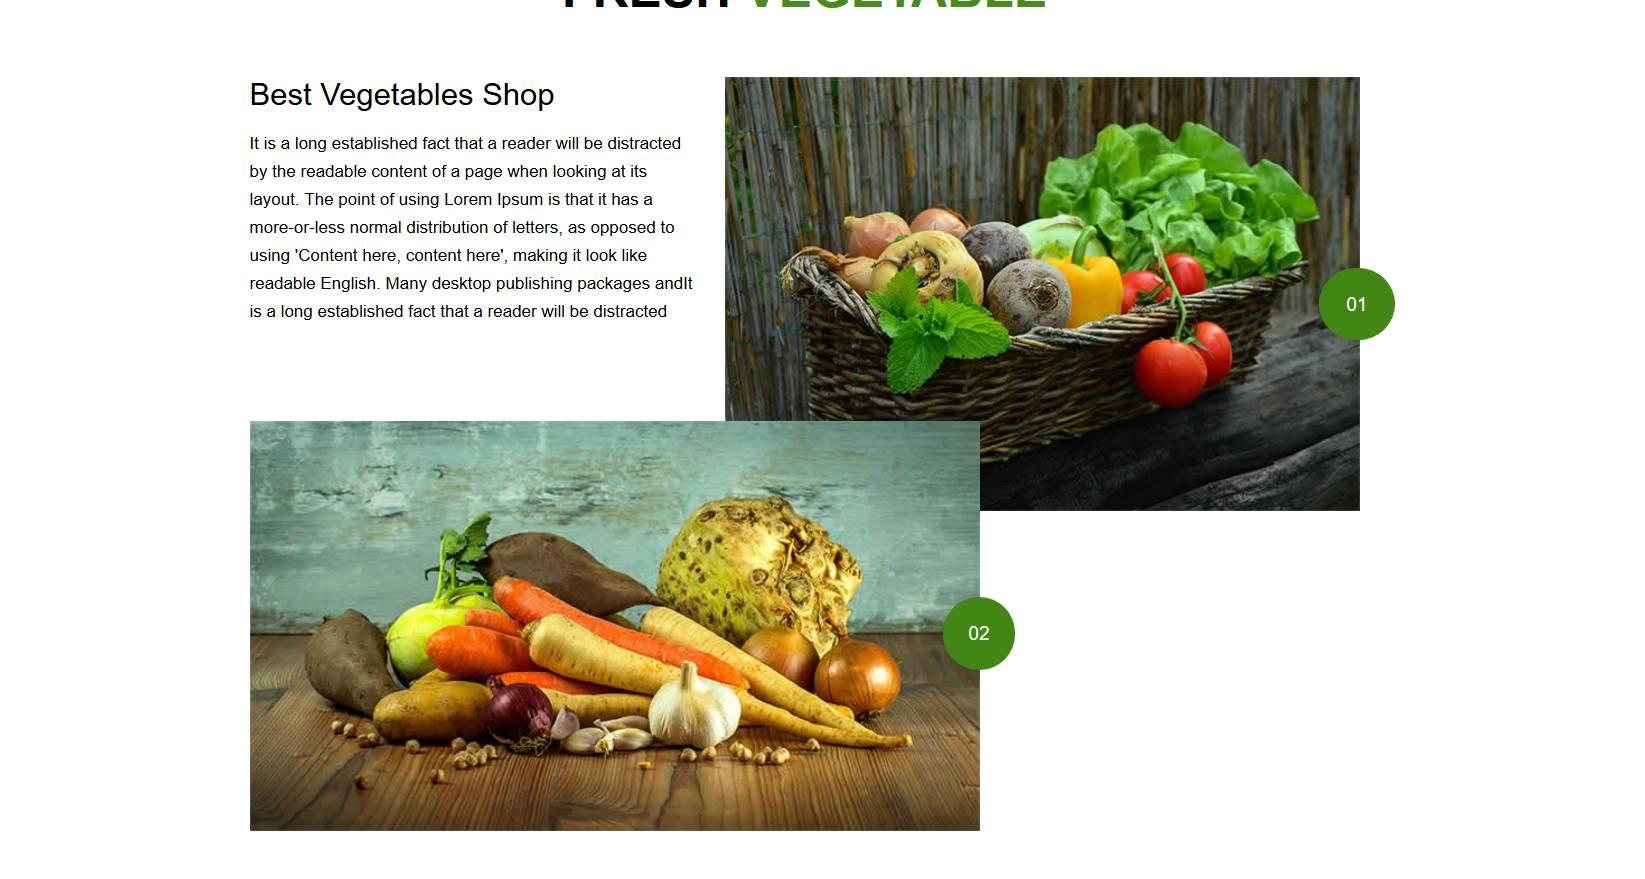 FRESH VEGETABLE
Best Vegetables Shop
It is a long established fact that a reader will be distracted
by the readable content of a page when looking at its
layout. The point of using Lorem Ipsum is that it has a
more-or-less normal distribution of letters, as opposed to
using 'Content here, content here', making it look like
readable English. Many desktop publishing packages andIt
is a long established fact that a reader will be distracted
01
02